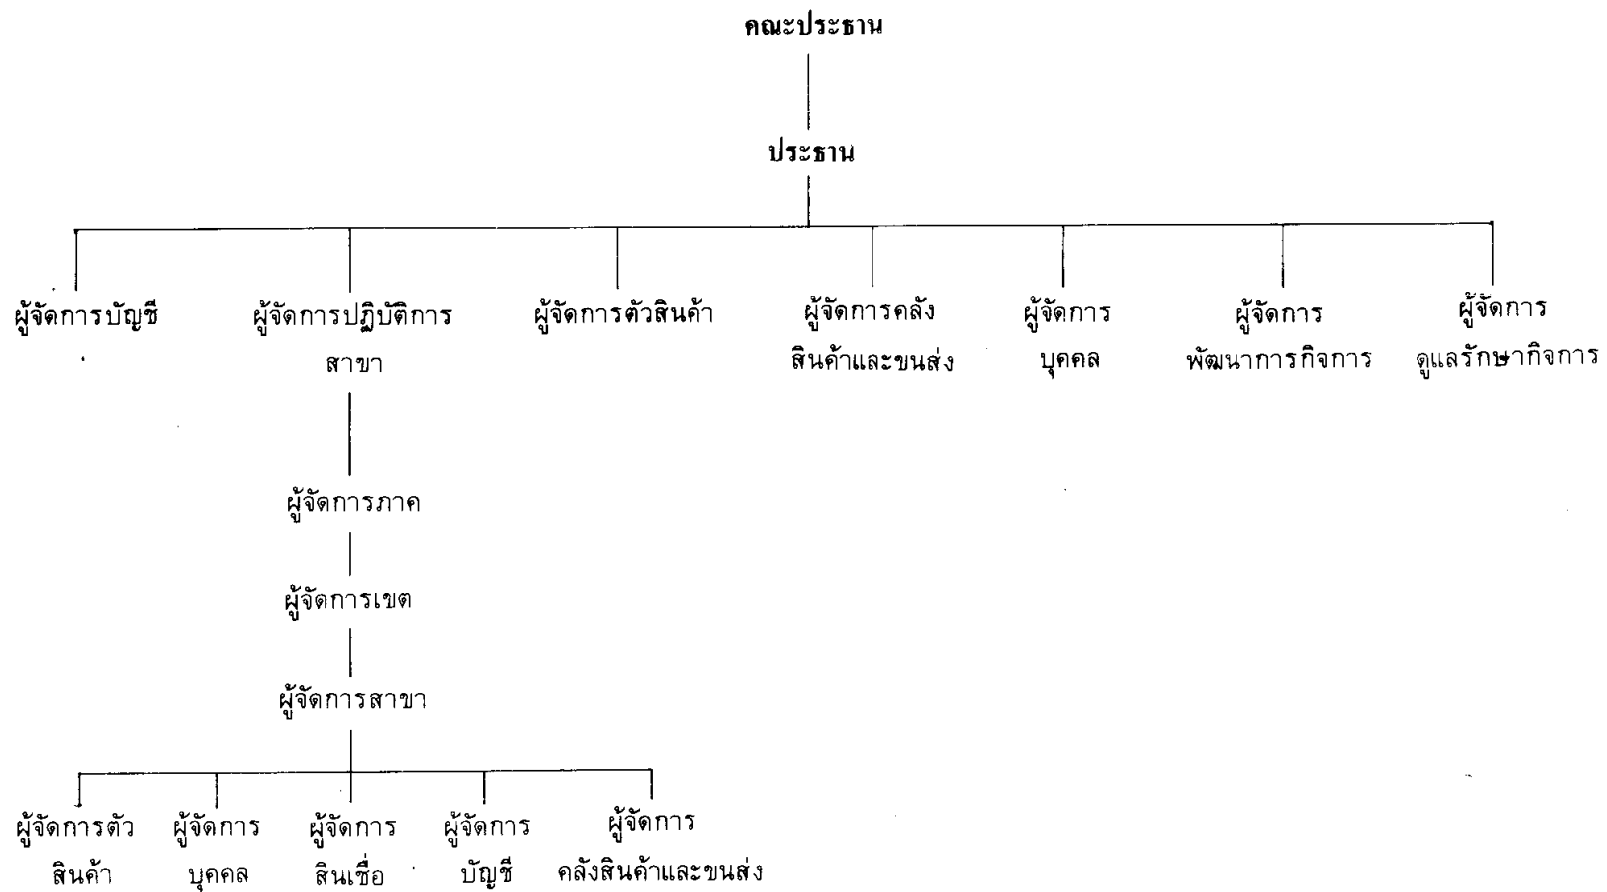 คณะประธาน
ประธาน
ผู้จัดการบัญชี
ผู้จัดการปฏิบัติการ
สาขา
ผู้จัดการตัวสินค้า
ผู้จัดการคลัง
สินค้าและขนส่ง
ผู้จัดการ
บุคคล
ผู้จัดการ
พัฒนาการกิจการ
ผู้จัดการ
ดูแลรักษากิจการ
ผู้จัดการภาค
ผู้จัดการเขต
ผู้จัดการสาขา
ผู้จัดการตัว
สินค้า
ผู้จัดการ
บุคคล
ผู้จัดการ
สินเชื่อ
ผู้จัดการ
บัญชี
ผู้จัดการ
คลังสินค้าและขนส่ง